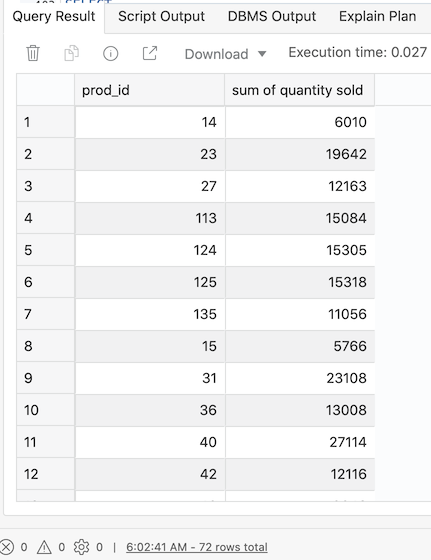 Query Result Script Output DBMS Output Explain Plan
Download Execution time: 0.027
prod_id sum of quantity sold
1 14 6010
2 23 19642
3 27 12163
4 113 15084
5 124 15305
6 125 15318
7 135 11056
8 15 5766
9 31 23108
10 36 13008
11 40 27114
12 42 12116
0 0 0 | 6:02:41 AM - 72 rows total